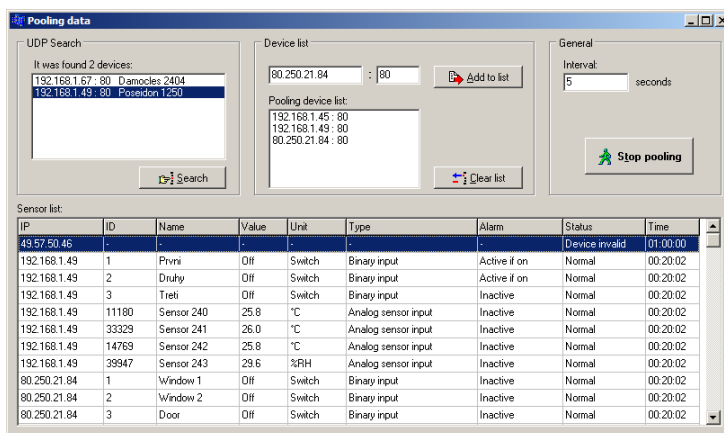 Pooling data
UDP Search
It was found 2 devices:
192.168.1.67 : 80 Damocles 2404
192.168.1.49 : 80 Poseidon 1250
Search
Device list
80.250.21.84 : 80
Add to list
Pooling device list:
192.168.1.45 : 80
192.168.1.49 : 80
80.250.21.84 : 80
Clear list
General
Interval:
5 seconds
Stop pooling
Sensor list:
IP ID Name Value Unit Type Alarm Status Time
49.57.50.46 - - - - - - Device invalid 01:00:00
192.168.1.49 1 Prvni Off Switch Binary input Active if on Normal 00:20:02
192.168.1.49 2 Druhy Off Switch Binary input Active if on Normal 00:20:02
192.168.1.49 3 Treti Off Switch Binary input Inactive Normal 00:20:02
192.168.1.49 11180 Sensor 240 25.8 °C Analog sensor input Inactive Normal 00:20:02
192.168.1.49 33329 Sensor 241 26.0 °C Analog sensor input Inactive Normal 00:20:02
192.168.1.49 14769 Sensor 242 25.8 °C Analog sensor input Inactive Normal 00:20:02
192.168.1.49 39947 Sensor 243 29.6 %RH Analog sensor input Inactive Normal 00:20:02
80.250.21.84 1 Window 1 Off Switch Binary input Inactive Normal 00:20:02
80.250.21.84 2 Window 2 Off Switch Binary input Inactive Normal 00:20:02
80.250.21.84 3 Door Off Switch Binary input Inactive Normal 00:20:02